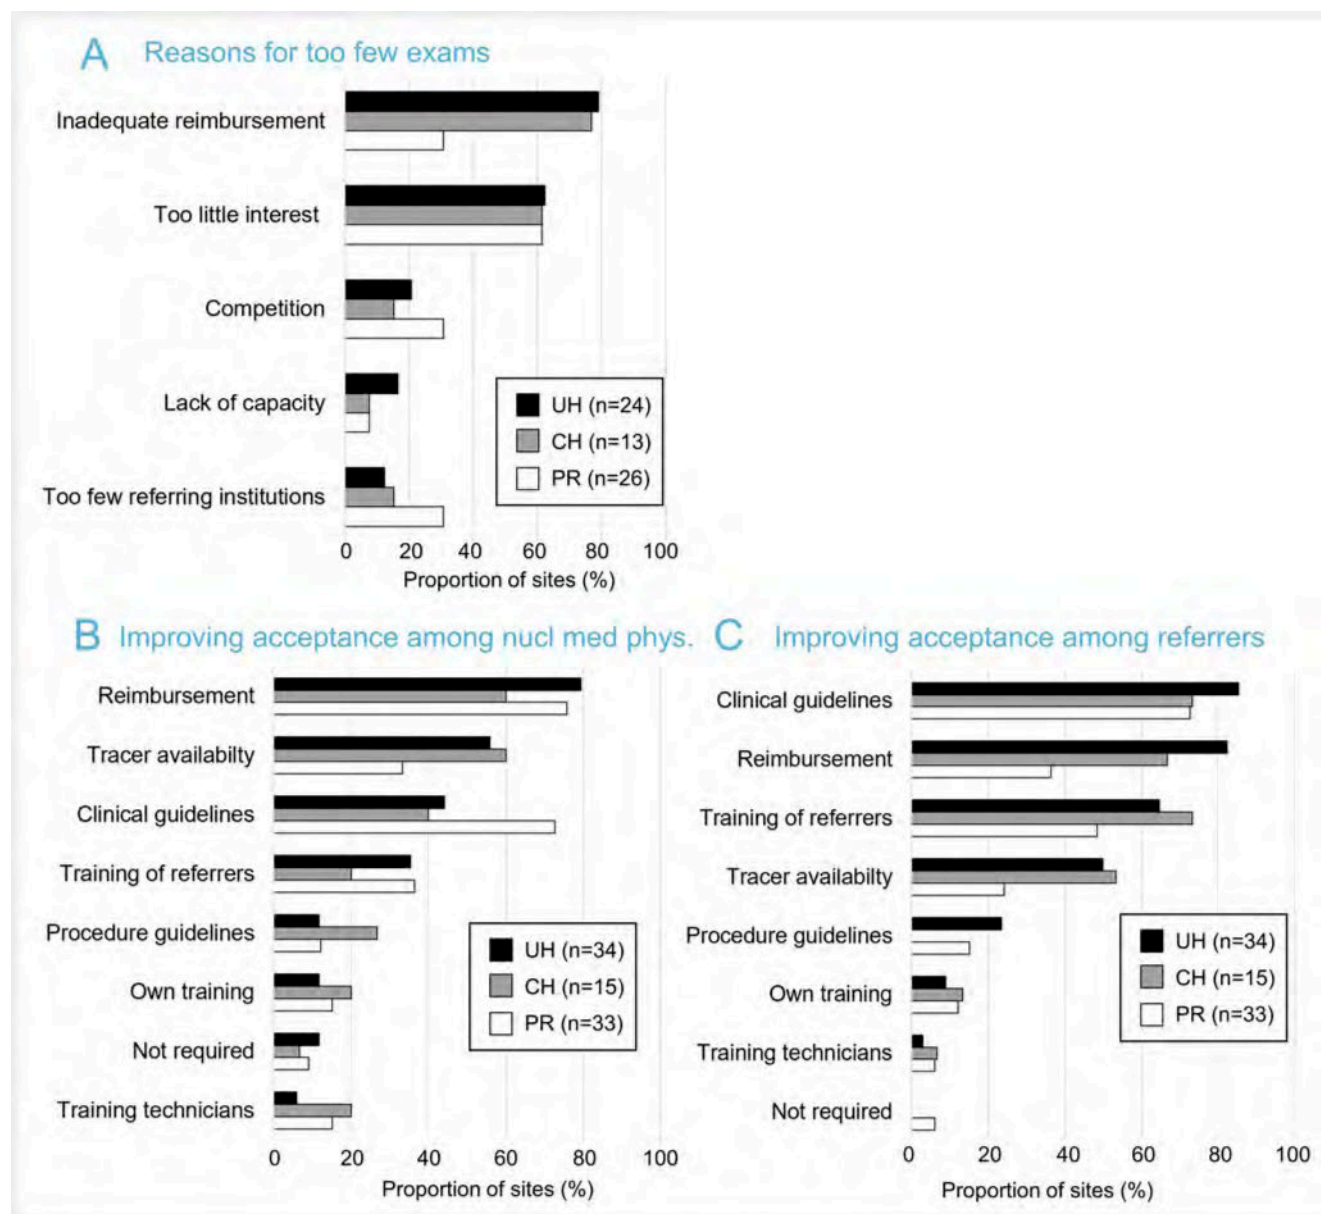 A Reasons for too few exams
Inadequate reimbursement
Too little interest
Competition
Lack of capacity
Too few referring institutions
UH (n=24)
CH (n=13)
PR (n=26)
0 20 40 60 80 100
Proportion of sites (%)
B Improving acceptance among nucl med phys.
Reimbursement
Tracer availabilty
Clinical guidelines
Training of referrers
Procedure guidelines
Own training
Not required
Training technicians
UH (n=34)
CH (n=15)
PR (n=33)
0 20 40 60 80 100
Proportion of sites (%)
C Improving acceptance among referrers
Clinical guidelines
Reimbursement
Training of referrers
Tracer availabilty
Procedure guidelines
Own training
Training technicians
Not required
UH (n=34)
CH (n=15)
PR (n=33)
0 20 40 60 80 100
Proportion of sites (%)